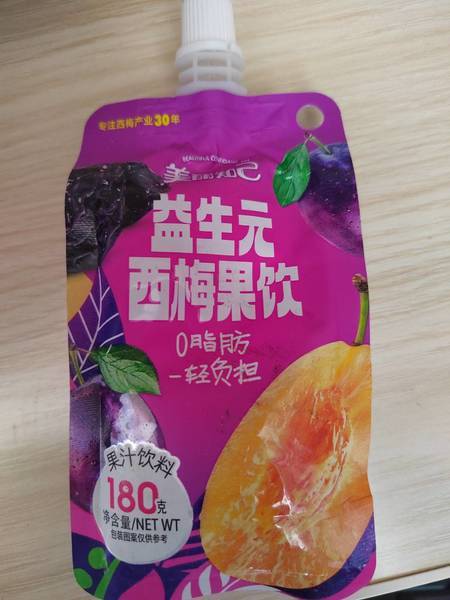 专注西梅产业30年
益生元
西梅果饮
0脂肪
轻负担
果汁饮料
180克
净含量/NET WT
包装图案仅供参考